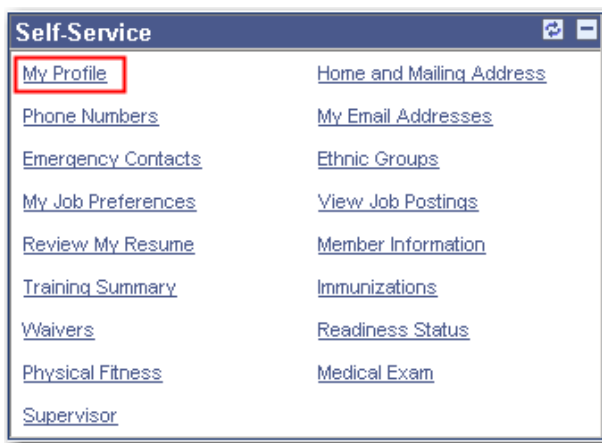 Self-Service
My Profile Home and Mailing Address
Phone Numbers My Email Addresses
Emergency Contacts Ethnic Groups
My Job Preferences View Job Postings
Review My Resume Member Information
Training Summary Immunizations
Waivers Readiness Status
Physical Fitness Medical Exam
Supervisor